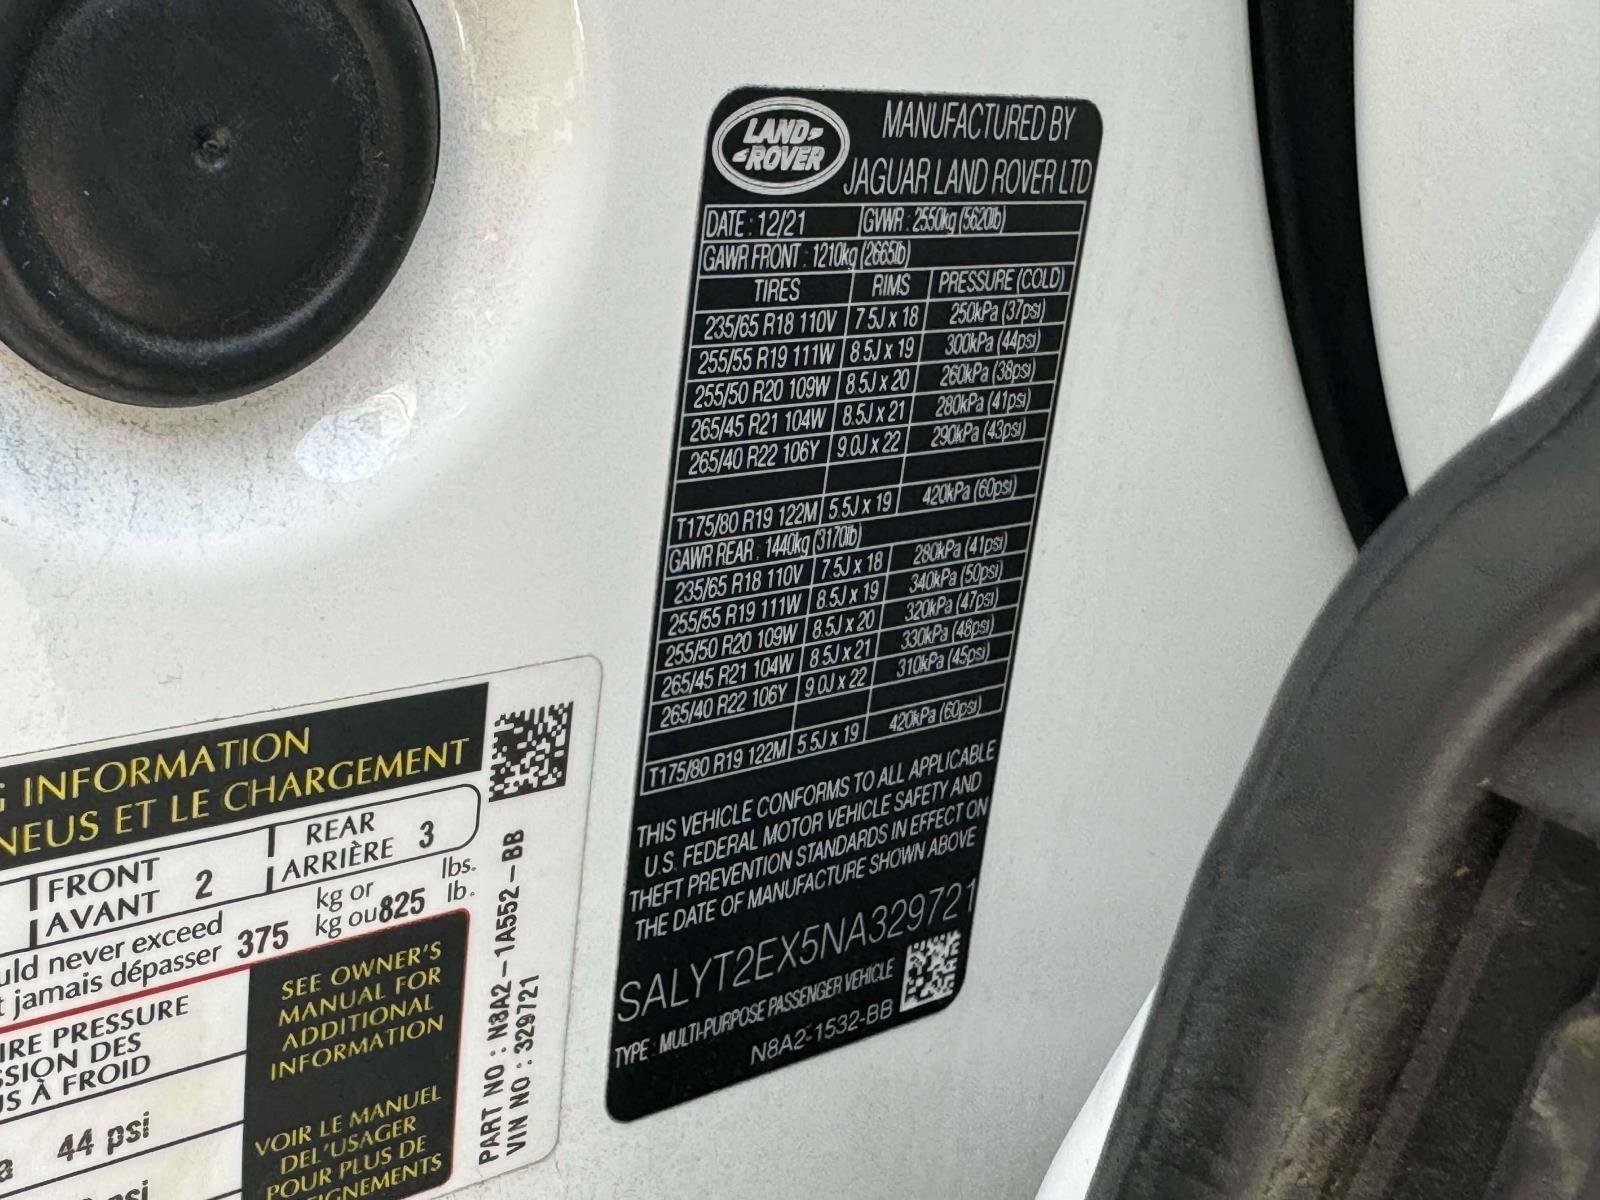 LAND-
-ROVER
MANUFACTURED BY
JAGUAR LAND ROVER LTD
DATE : 12/21 GVWR : 2550kg (5620lb)
GAWR FRONT : 1210kg (2665lb)
TIRES RIMS PRESSURE (COLD)
235/65 R18 110V 7.5J x 18 250kPa (37psi)
255/55 R19 111W 8.5J x 19 300kPa (44psi)
255/50 R20 109W 8.5J x 20 260kPa (38psi)
265/45 R21 104W 8.5J x 21 280kPa (41psi)
265/40 R22 106Y 9.0J x 22 290kPa (43psi)
T175/80 R19 122M 5.5J x 19 420kPa (60psi)
GAWR REAR : 1440kg (3170lb)
235/65 R18 110V 7.5J x 18 280kPa (41psi)
255/55 R19 111W 8.5J x 19 340kPa (50psi)
255/50 R20 109W 8.5J x 20 320kPa (47psi)
265/45 R21 104W 8.5J x 21 330kPa (48psi)
265/40 R22 106Y 9.0J x 22 310kPa (45psi)
T175/80 R19 122M 5.5J x 19 420kPa (60psi)
THIS VEHICLE CONFORMS TO ALL APPLICABLE
U.S. FEDERAL MOTOR VEHICLE SAFETY AND
THEFT PREVENTION STANDARDS IN EFFECT ON
THE DATE OF MANUFACTURE SHOWN ABOVE
SALYT2EX5NA329721
TYPE : MULTI-PURPOSE PASSENGER VEHICLE
N8A2-1532-BB
G INFORMATION
NEUS ET LE CHARGEMENT
FRONT
AVANT 2
REAR
ARRIÈRE 3
uld never exceed
t jamais dépasser 375 kg or
kg ou 825 lbs.
lb.
IRE PRESSURE
SSION DES
US À FROID
44 psi
psi
SEE OWNER'S
MANUAL FOR
ADDITIONAL
INFORMATION
VOIR LE MANUEL
DE L'USAGER
POUR PLUS DE
EIGNEMENTS
PART NO : N8A2-1A552-BB
VIN NO : 329721